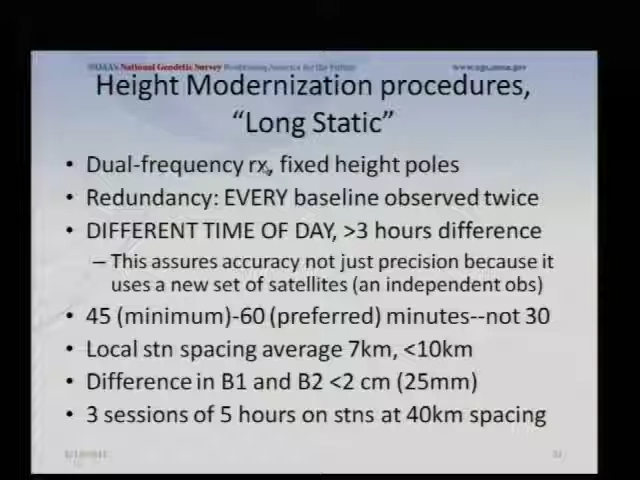 NOAA's National Geodetic Survey Positioning America for the Future www.ngs.noaa.gov
Height Modernization procedures,
"Long Static"
• Dual-frequency rx, fixed height poles
• Redundancy: EVERY baseline observed twice
• DIFFERENT TIME OF DAY, >3 hours difference
– This assures accuracy not just precision because it
uses a new set of satellites (an independent obs)
• 45 (minimum)-60 (preferred) minutes--not 30
• Local stn spacing average 7km, <10km
• Difference in B1 and B2 <2 cm (25mm)
• 3 sessions of 5 hours on stns at 40km spacing